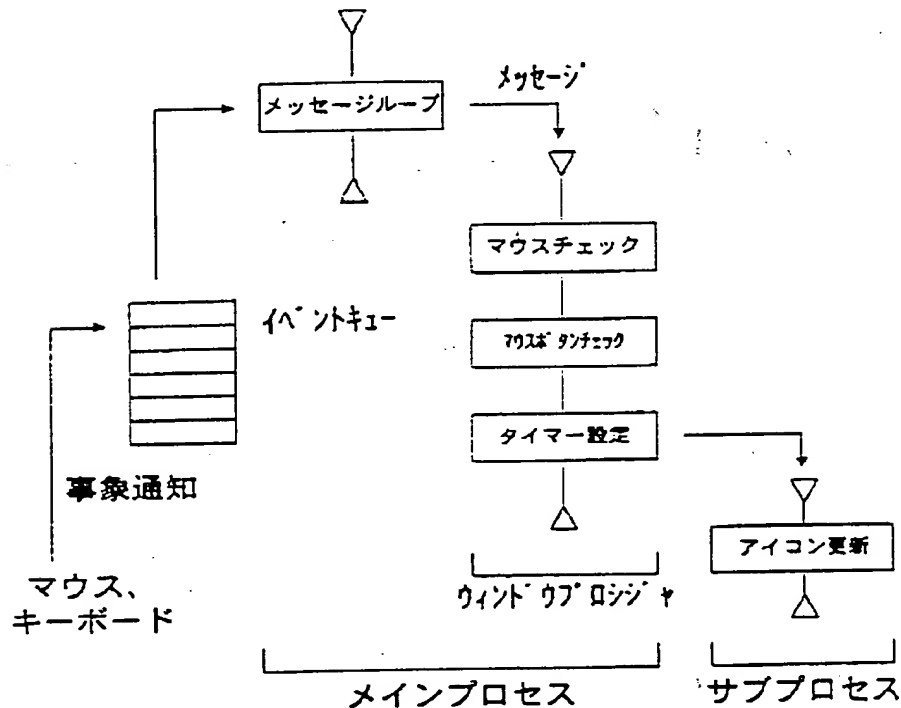 メッセージ
メッセージループ
マウスチェック
イベントキュー
マウスボタンチェック
タイマー設定
事象通知
アイコン更新
マウス、
キーボード
ウィンドウプロシジャ
メインプロセス
サブプロセス